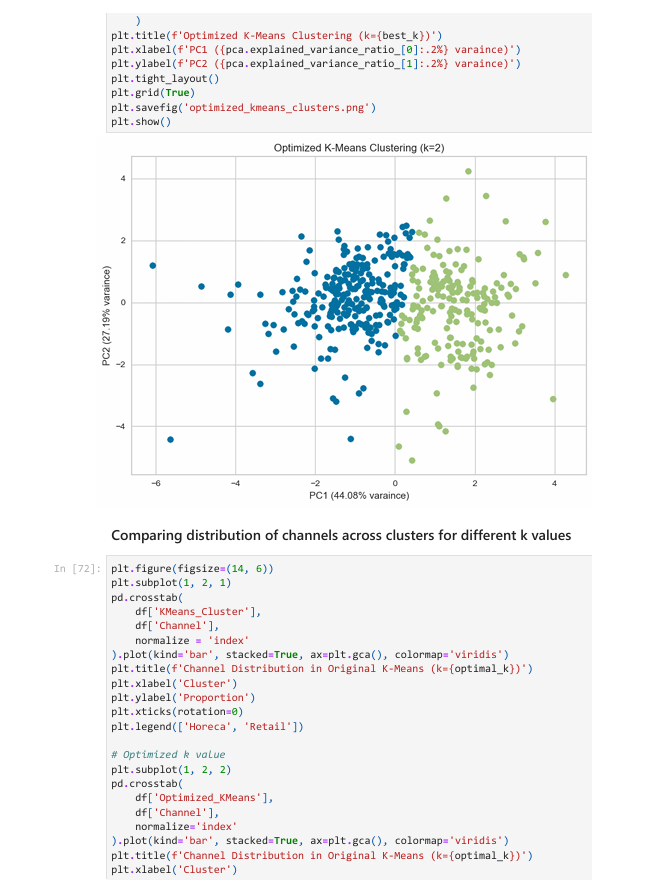 )
plt.title(f'Optimized K-Means Clustering (k={best_k})')
plt.xlabel(f'PC1 ({pca.explained_variance_ratio_[0]:.2%} varaince)')
plt.ylabel(f'PC2 ({pca.explained_variance_ratio_[1]:.2%} varaince)')
plt.tight_layout()
plt.grid(True)
plt.savefig('optimized_kmeans_clusters.png')
plt.show()
Optimized K-Means Clustering (k=2)
4
2
0
−2
−4
PC2 (27.19% varaince)
−6 −4 −2 0 2 4
PC1 (44.08% varaince)
Comparing distribution of channels across clusters for different k values
In [72]:
plt.figure(figsize=(14, 6))
plt.subplot(1, 2, 1)
pd.crosstab(
    df['KMeans_Cluster'],
    df['Channel'],
    normalize = 'index'
).plot(kind='bar', stacked=True, ax=plt.gca(), colormap='viridis')
plt.title(f'Channel Distribution in Original K-Means (k={optimal_k})')
plt.xlabel('Cluster')
plt.ylabel('Proportion')
plt.xticks(rotation=0)
plt.legend(['Horeca', 'Retail'])
# Optimized k value
plt.subplot(1, 2, 2)
pd.crosstab(
    df['Optimized_KMeans'],
    df['Channel'],
    normalize='index'
).plot(kind='bar', stacked=True, ax=plt.gca(), colormap='viridis')
plt.title(f'Channel Distribution in Original K-Means (k={optimal_k})')
plt.xlabel('Cluster')